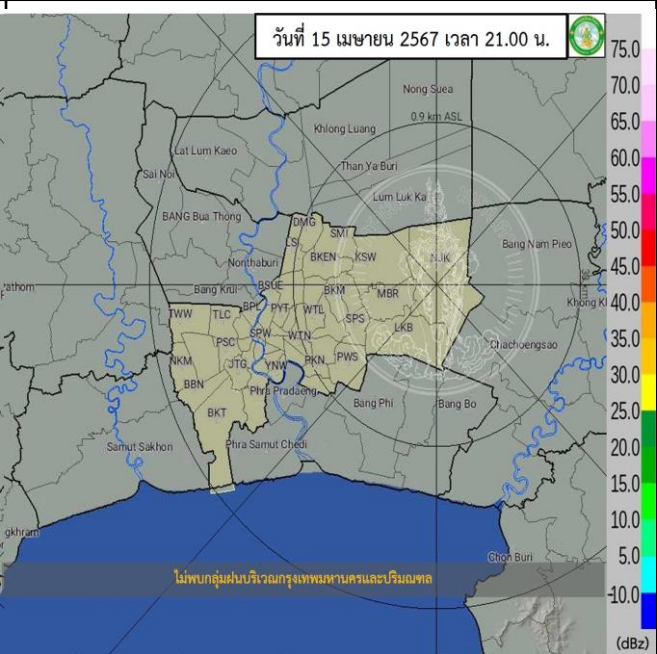 วันที่ 15 เมษายน 2567 เวลา 21.00 น.
75.0
Nong Suea
70.0
0.9 km ASL
Khlong Luang
65.0
Lat Lum Kaeo
Than Ya Buri
60.0
Sai Noi
Lum Luk Ka
55.0
BANG Bua Thong
DMG
SMI
50.0
LSI
Bang Nam Pieo
Nonthaburi
BKEN
KSW
NJK
45.0
Bang Krui
BSUE
BKM
MBR
40.0
BPL
PYT
WTL
TWW
TLC
SPS
LKB
35.0
SPW
WTN
PSC
Chachoengsao
NKM
JTG
YNW
PKN
PWS
30.0
BBN
Phra Pradaeng
Bang Phi
Bang Bo
25.0
BKT
Samut Sakhon
Phra Samut Chedi
20.0
15.0
gkhram
10.0
Chon Buri
5.0
ไม่พบกลุ่มฝนบริเวณกรุงเทพมหานครและปริมณฑล
-10.0
(dBz)